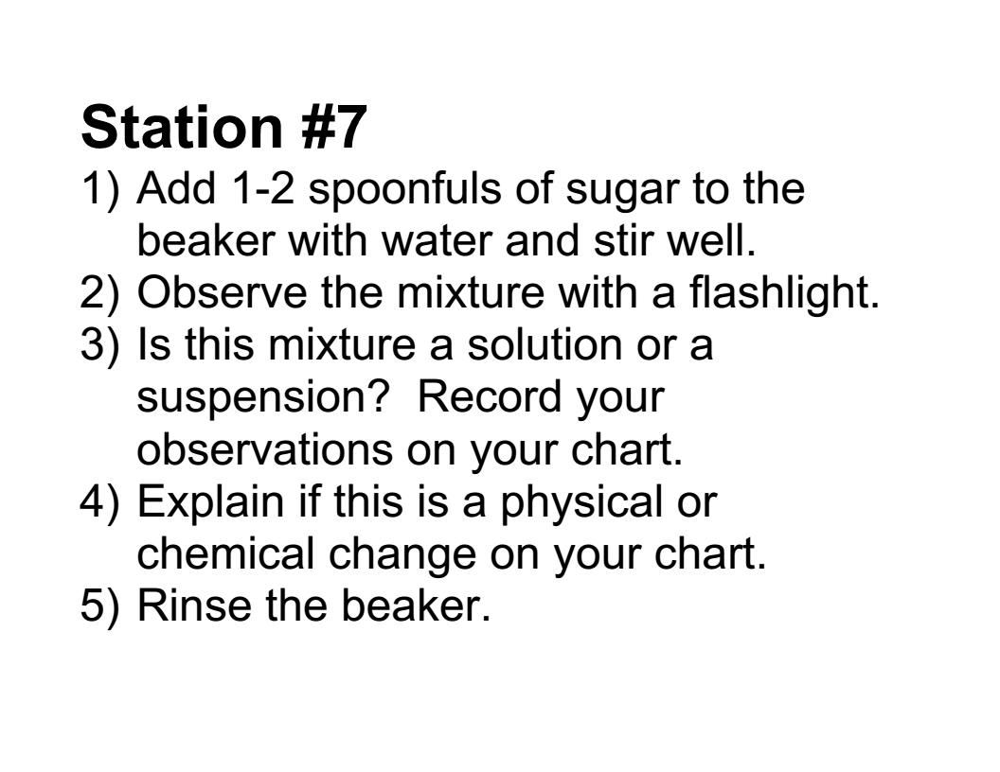 Station #7
1) Add 1-2 spoonfuls of sugar to the
beaker with water and stir well.
2) Observe the mixture with a flashlight.
3) Is this mixture a solution or a
suspension?  Record your
observations on your chart.
4) Explain if this is a physical or
chemical change on your chart.
5) Rinse the beaker.